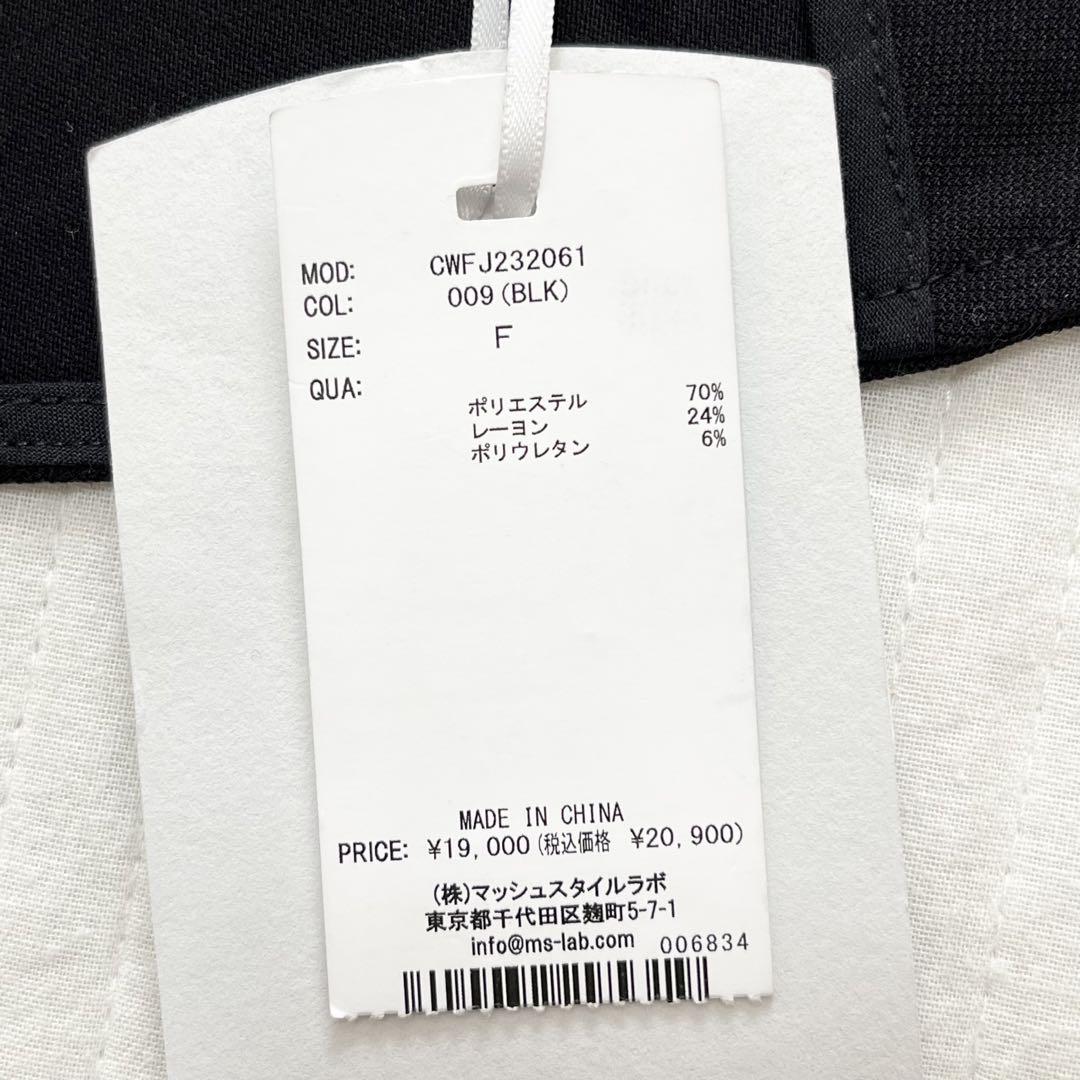 MOD: CWFJ232061
COL: 009(BLK)
SIZE: F
QUA:
ポリエステル 70%
レーヨン 24%
ポリウレタン 6%
MADE IN CHINA
PRICE: ¥19,000(税込価格 ¥20,900)
(株)マッシュスタイルラボ
東京都千代田区麹町5-7-1
info@ms-lab.com 006834